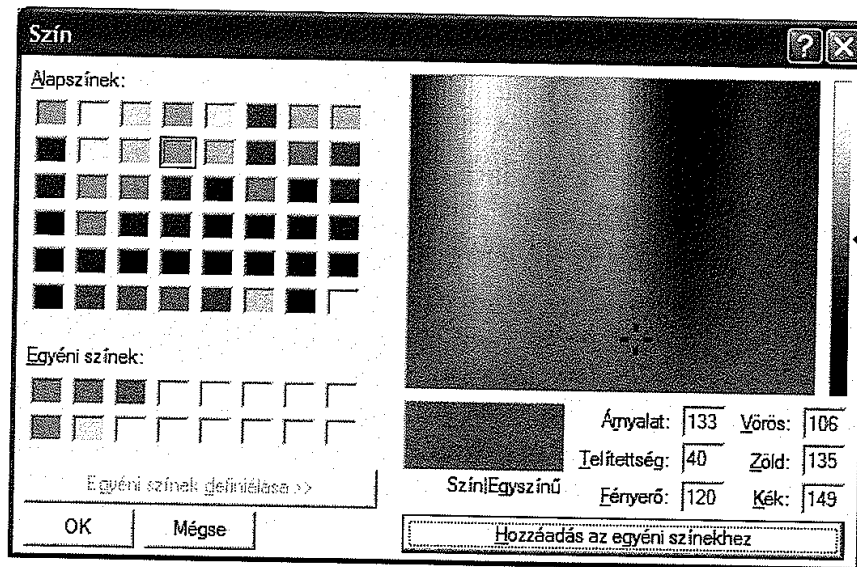 Szín
Alapszínek:
Egyéni színek:
Egyéni színek definiálása >>
OK
Mégse
Szín|Egyszínű
Árnyalat: 133
Vörös: 106
Telítettség: 40
Zöld: 135
Fényerő: 120
Kék: 149
Hozzáadás az egyéni színekhez